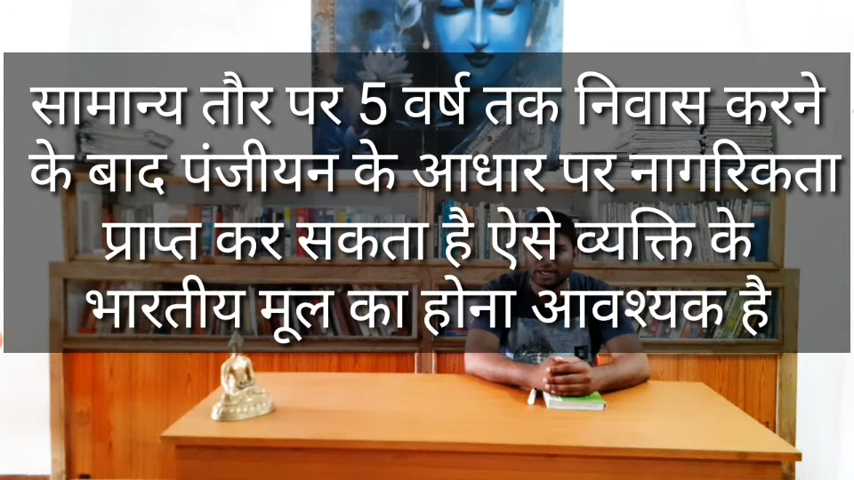 सामान्य तौर पर 5 वर्ष तक निवास करने
के बाद पंजीयन के आधार पर नागरिकता
प्राप्त कर सकता है ऐसे व्यक्ति के
भारतीय मूल का होना आवश्यक है